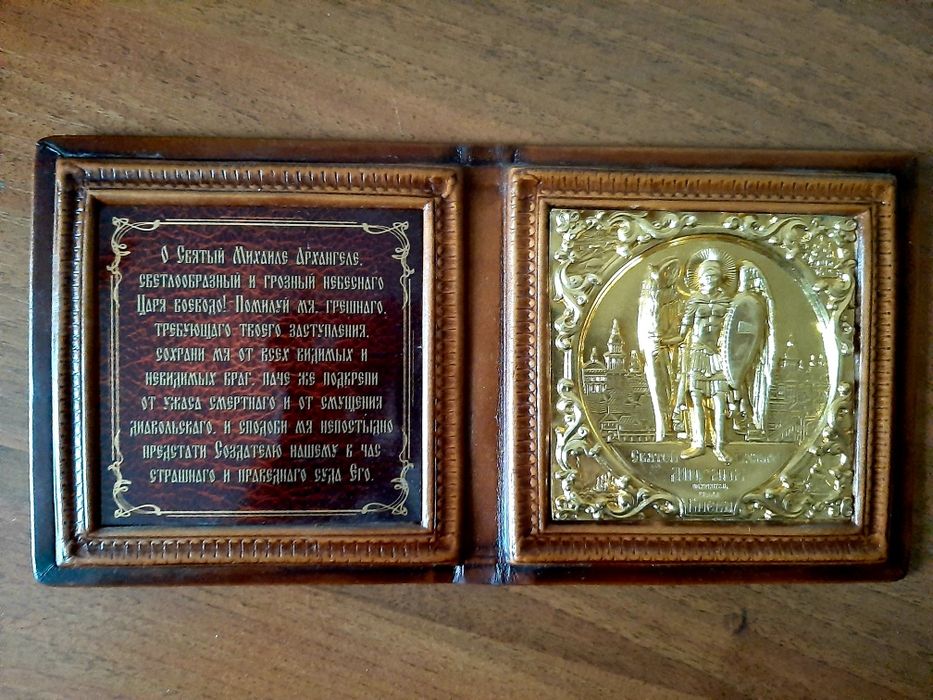 О Святый Михаиле Архангеле,
светлообразный и грозный небеснаго
Царя воеводо! Помилуй мя, грешнаго,
требующаго твоего заступления,
сохрани мя от всех видимых и
невидимых враг, паче же подкрепи
от ужаса смертнаго и от смущения
диавольскаго, и сподоби мя непостыдно
предстати Создателю нашему в час
страшнаго и праведнаго суда Его.
Святой
Киева